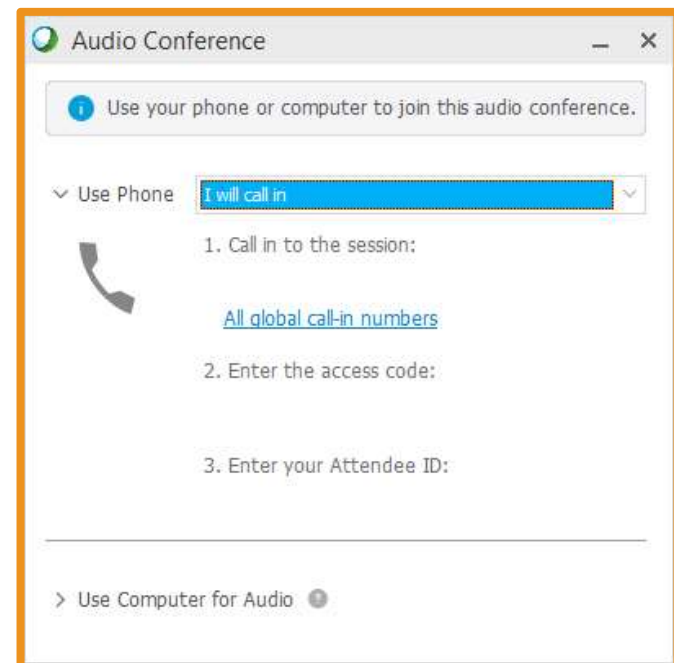 Audio Conference
Use your phone or computer to join this audio conference.
Use Phone
I will call in
1. Call in to the session:
All global call-in numbers
2. Enter the access code:
3. Enter your Attendee ID:
Use Computer for Audio